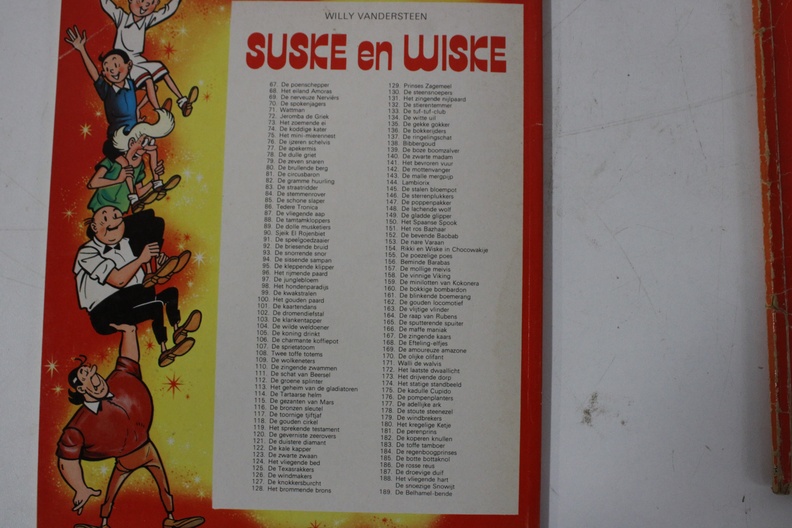 WILLY VANDERSTEEN
SUSKE en WISKE
67. De poenschepper
68. Het eiland Amoras
69. De nerveuze Nerviërs
70. De spokenjagers
71. Wattman
72. Jeromba de Griek
73. Het zoemende ei
74. De koddige kater
75. Het mini-mierennest
76. De ijzeren schelvis
77. De apekermis
78. De dulle griet
79. De zeven snaren
80. De brullende berg
81. De circusbaron
82. De gramme huurling
83. De straatridder
84. De stemmenrover
85. De schone slaper
86. Tedere Tronica
87. De vliegende aap
88. De tamtamkloppers
89. De dolle musketiers
90. Sjeik El Rojenbiet
91. De speelgoedzaaier
92. De briesende bruid
93. De snorrende snor
94. De sissende sampan
95. De kleppende klipper
96. Het rijmende paard
97. De junglebloem
98. Het hondenparadijs
99. De kwakstralen
100. Het gouden paard
101. De kaartendans
102. De dromendiefstal
103. De klankentapper
104. De wilde weldoener
105. De koning drinkt
106. De charmante koffiepot
107. De sprietatoom
108. Twee toffe totems
109. De wolkeneters
110. De zingende zwammen
111. De schat van Beersel
112. De groene splinter
113. Het geheim van de gladiatoren
114. De Tartaarse helm
115. De gezanten van Mars
116. De bronzen sleutel
117. De toornige tjiftjaf
118. De gouden cirkel
119. Het sprekende testament
120. De geverniste zeerovers
121. De duistere diamant
122. De kale kapper
123. De zwarte zwaan
124. Het vliegende bed
125. De Texasrakkers
126. De windmakers
127. De knokkersburcht
128. Het brommende brons
129. Prinses Zagemeel
130. De steensnoepers
131. Het zingende nijlpaard
132. De stierentemmer
133. De tuf-tuf-club
134. De witte uil
135. De gekke gokker
136. De bokkerijders
137. De ringelingschat
138. Bibbergoud
139. De boze boomzalver
140. De zwarte madam
141. Het bevroren vuur
142. De mottenvanger
143. De malle mergpijp
144. Lambiorix
145. De stalen bloempot
146. De sterrenplukkers
147. De poppenpakker
148. De lachende wolf
149. De gladde glipper
150. Het Spaanse Spook
151. Het ros Bazhaar
152. De bevende Baobab
153. De nare Varaan
154. Rikki en Wiske in Chocowakije
155. De poezelige poes
156. Beminde Barabas
157. De mollige meivis
158. De vinnige Viking
159. De minilotten van Kokonera
160. De bokkige bombardon
161. De blinkende boemerang
162. De gouden locomotief
163. De vlijtige vlinder
164. De raap van Rubens
165. De sputterende spuiter
166. De maffe maniak
167. De zingende kaars
168. De Efteling-elfjes
169. De amoureuze amazone
170. De olijke olifant
171. Walli de walvis
172. Het laatste dwaallicht
173. Het drijvende dorp
174. Het statige standbeeld
175. De kadulle Cupido
176. De pompenplanters
177. De adellijke ark
178. De stoute steenezel
179. De windbrekers
180. Het kregelige Ketje
181. De perenprins
182. De koperen knullen
183. De toffe tamboer
184. De regenboogprinses
185. De botte bottaknol
186. De rosse reus
187. De droevige duif
188. Het vliegende hart
De snoezige Snowijt
189. De Belhamel-bende